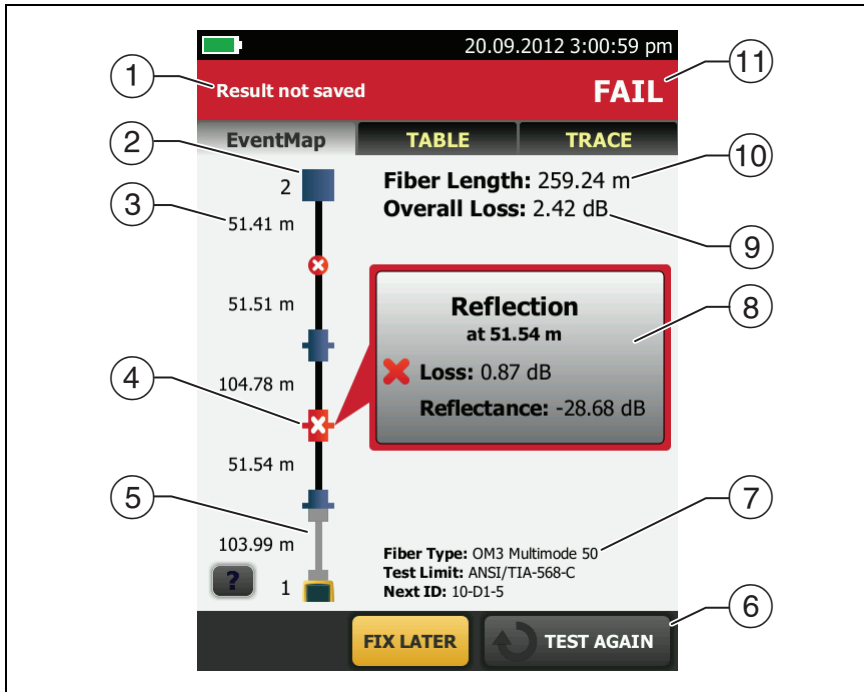 20.09.2012 3:00:59 pm
Result not saved
FAIL
EventMap
TABLE
TRACE
2
51.41 m
51.51 m
104.78 m
51.54 m
103.99 m
?
1
Fiber Length: 259.24 m
Overall Loss: 2.42 dB
Reflection
at 51.54 m
Loss: 0.87 dB
Reflectance: -28.68 dB
Fiber Type: OM3 Multimode 50
Test Limit: ANSI/TIA-568-C
Next ID: 10-D1-5
FIX LATER
TEST AGAIN
1
2
3
4
5
6
7
8
9
10
11